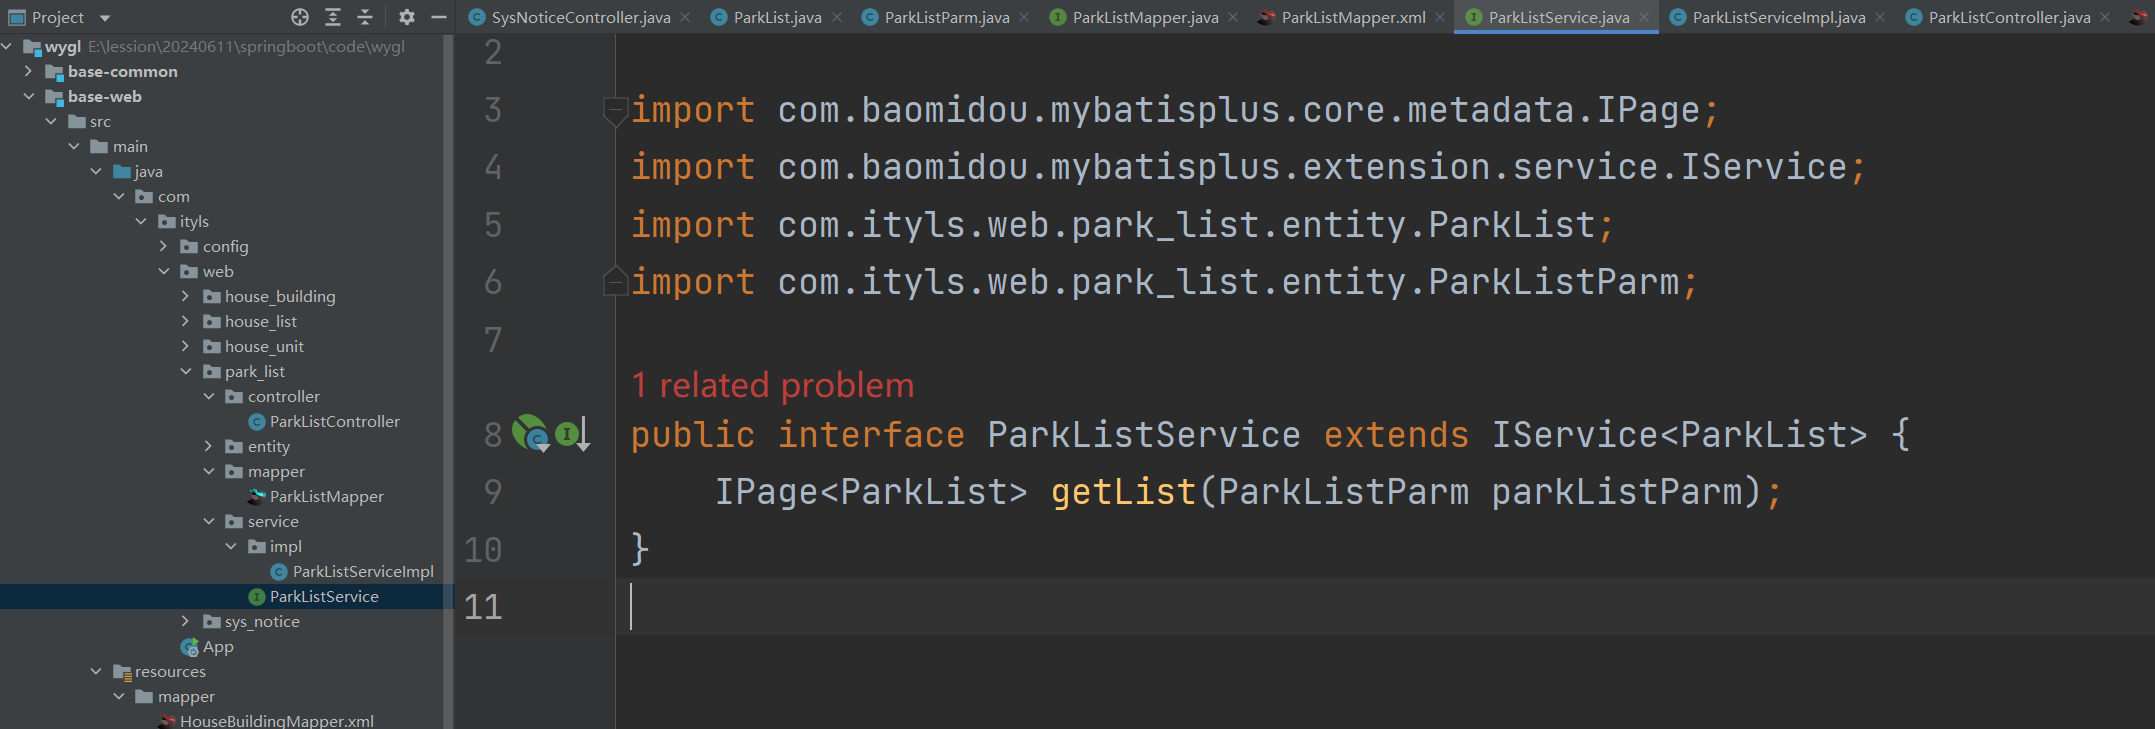 Project
SysNoticeController.java
ParkList.java
ParkListParm.java
ParkListMapper.java
ParkListMapper.xml
ParkListService.java
ParkListServiceImpl.java
ParkListController.java
wygl E:\lession\20240611\springboot\code\wygl
base-common
base-web
src
main
java
com
ityls
config
web
house_building
house_list
house_unit
park_list
controller
ParkListController
entity
mapper
ParkListMapper
service
impl
ParkListServiceImpl
ParkListService
sys_notice
App
resources
mapper
HouseBuildingMapper.xml
2
3 import com.baomidou.mybatisplus.core.metadata.IPage;
4 import com.baomidou.mybatisplus.extension.service.IService;
5 import com.ityls.web.park_list.entity.ParkList;
6 import com.ityls.web.park_list.entity.ParkListParm;
7
1 related problem
8 public interface ParkListService extends IService<ParkList> {
9 IPage<ParkList> getList(ParkListParm parkListParm);
10 }
11